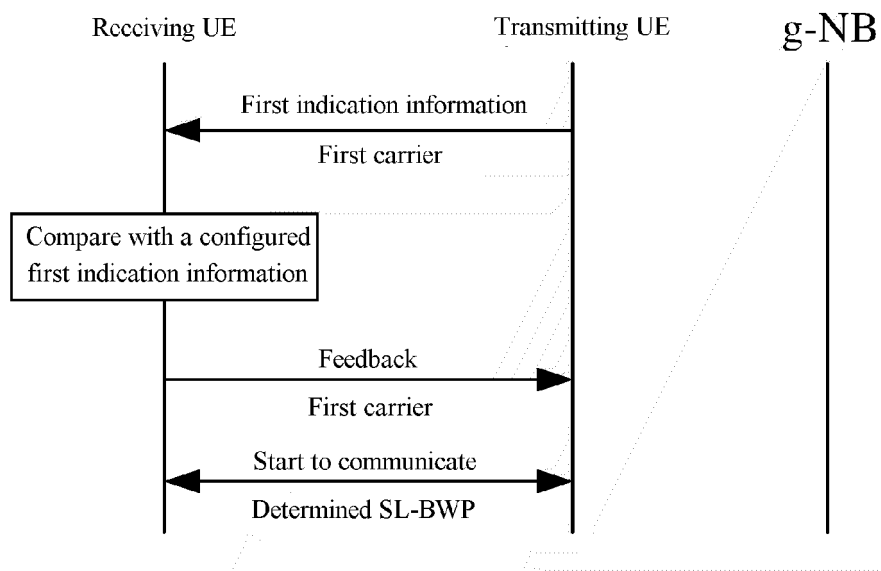 Receiving UE
Transmitting UE
g-NB
First indication information
First carrier
Compare with a configured
first indication information
Feedback
First carrier
Start to communicate
Determined SL-BWP